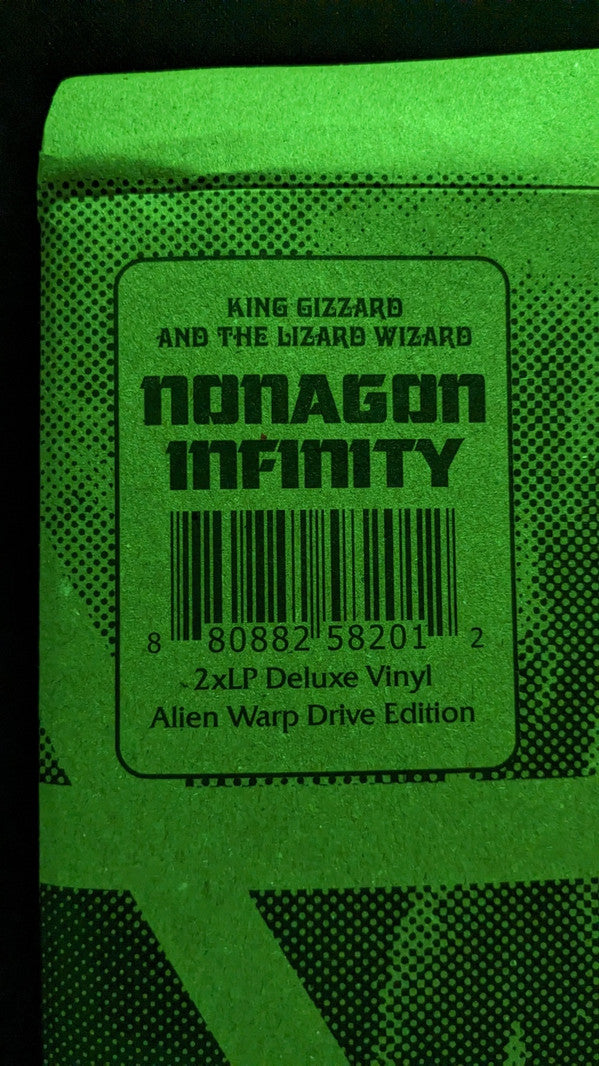 KING GIZZARD
AND THE LIZARD WIZARD
NONAGON
INFINITY
8 80882 58201 2
2xLP Deluxe Vinyl
Alien Warp Drive Edition